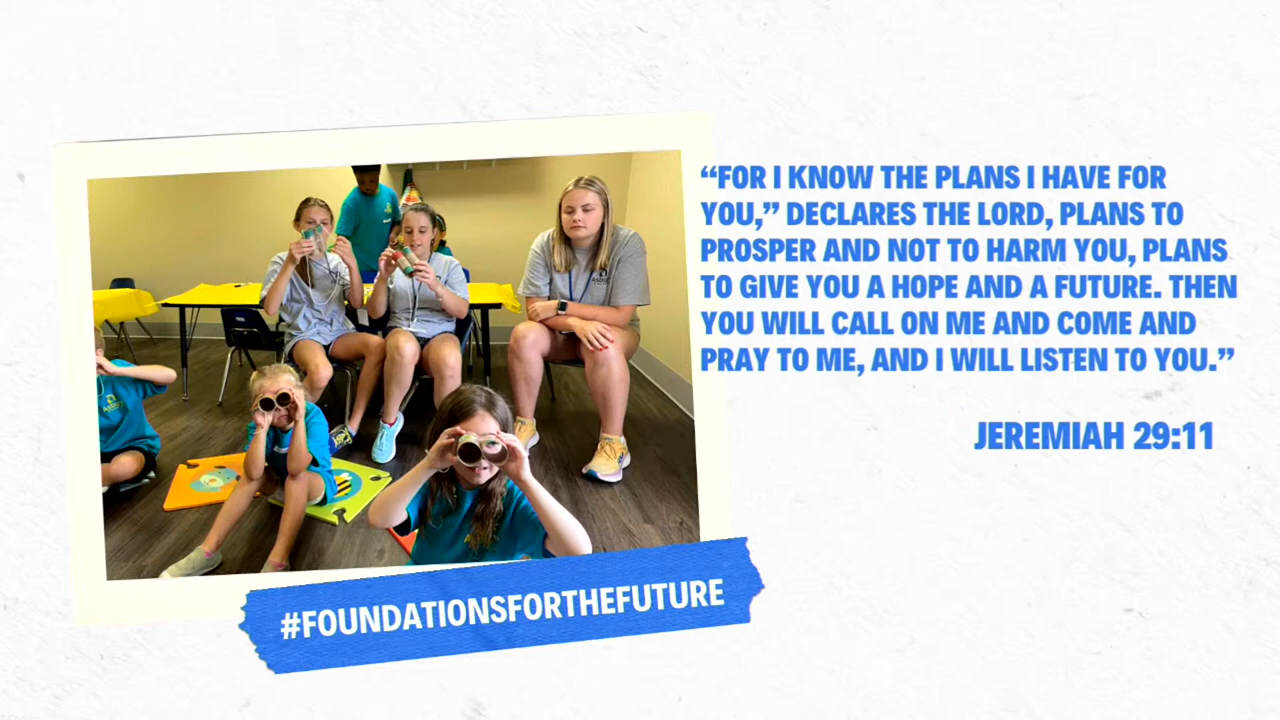 “FOR I KNOW THE PLANS I HAVE FOR
YOU,” DECLARES THE LORD, PLANS TO
PROSPER AND NOT TO HARM YOU, PLANS
TO GIVE YOU A HOPE AND A FUTURE. THEN
YOU WILL CALL ON ME AND COME AND
PRAY TO ME, AND I WILL LISTEN TO YOU.”
JEREMIAH 29:11
#FOUNDATIONSFORTHEFUTURE